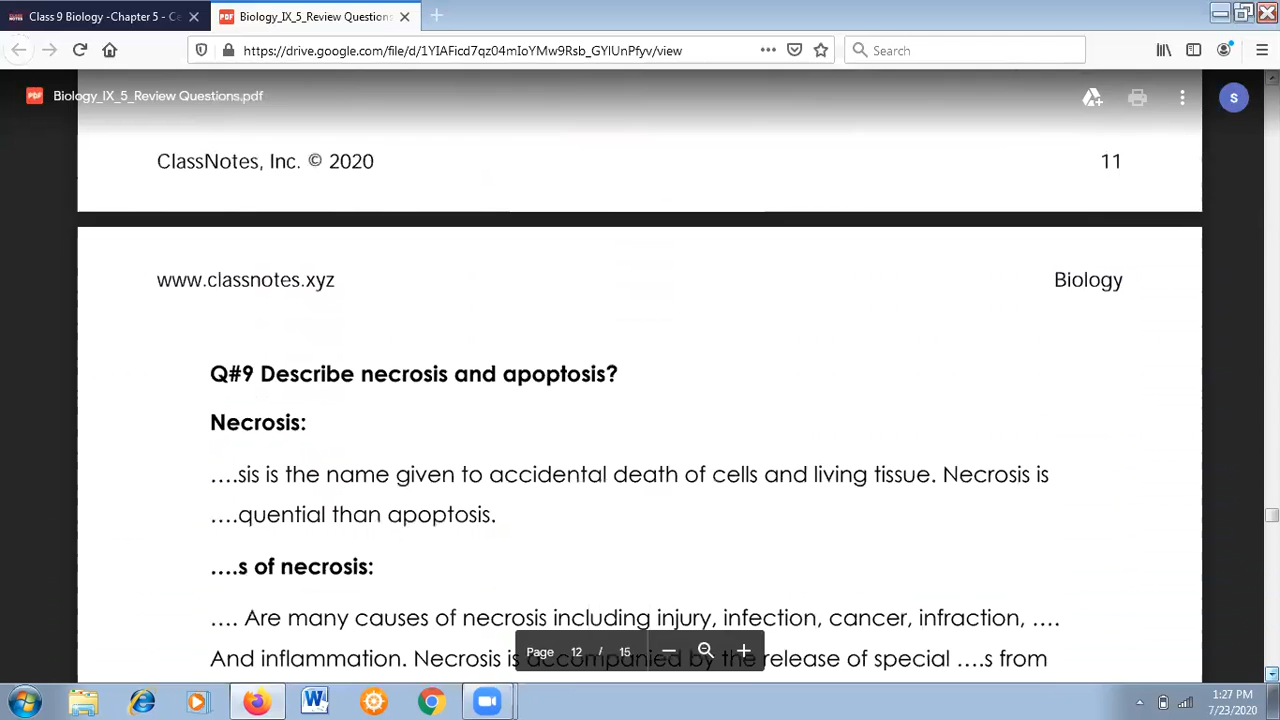 Class 9 Biology -Chapter 5 - Ce
Biology_IX_5_Review Questions
https://drive.google.com/file/d/1YIAFicd7qz04mIoYMw9Rsb_GYlUnPfyv/view
Search
Biology_IX_5_Review Questions.pdf
S
ClassNotes, Inc. © 2020 11
www.classnotes.xyz Biology
Q#9 Describe necrosis and apoptosis?
Necrosis:
....sis is the name given to accidental death of cells and living tissue. Necrosis is
....quential than apoptosis.
....s of necrosis:
.... Are many causes of necrosis including injury, infection, cancer, infraction, ....
And inflammation. Necrosis is accompanied by the release of special ....s from
Page 12 / 15
1:27 PM
7/23/2020